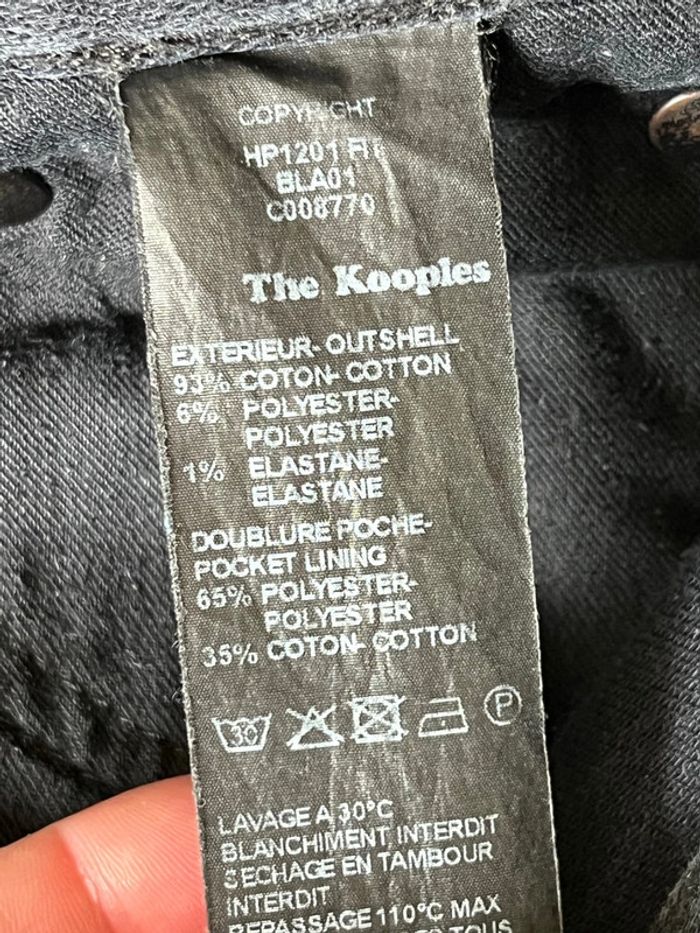 COPYRIGHT
HP1201 FIT
BLA01
C008770
The Kooples
EXTERIEUR-OUTSHELL
93% COTON-COTTON
6% POLYESTER-
POLYESTER
1% ELASTANE-
ELASTANE
DOUBLURE POCHE-
POCKET LINING
65% POLYESTER-
POLYESTER
35% COTON-COTTON
30 P
LAVAGE A 30°C
BLANCHIMENT INTERDIT
SECHAGE EN TAMBOUR
INTERDIT
REPASSAGE 110°C MAX
TOUS